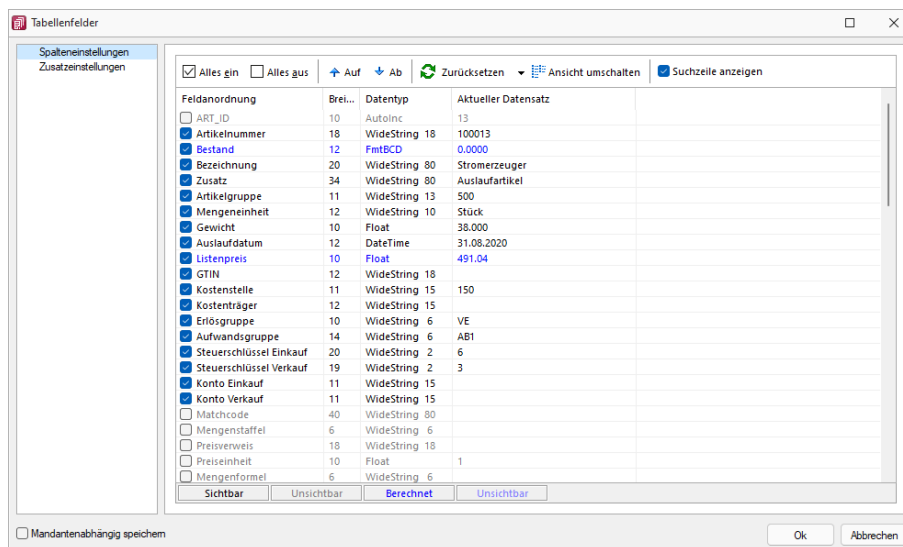 Tabellenfelder
Spalteneinstellungen
Zusatzeinstellungen
Alles ein Alles aus Auf Ab Zurücksetzen Ansicht umschalten Suchzeile anzeigen
Feldanordnung Brei... Datentyp Aktueller Datensatz
ART_ID 10 AutoInc 13
Artikelnummer 18 WideString 18 100013
Bestand 12 FmtBCD 0.0000
Bezeichnung 20 WideString 80 Stromerzeuger
Zusatz 34 WideString 80 Auslaufartikel
Artikelgruppe 11 WideString 13 500
Mengeneinheit 12 WideString 10 Stück
Gewicht 10 Float 38.000
Auslaufdatum 12 DateTime 31.08.2020
Listenpreis 10 Float 491.04
GTIN 12 WideString 18
Kostenstelle 11 WideString 15 150
Kostenträger 12 WideString 15
Erlösgruppe 10 WideString 6 VE
Aufwandsgruppe 14 WideString 6 AB1
Steuerschlüssel Einkauf 20 WideString 2 6
Steuerschlüssel Verkauf 19 WideString 2 3
Konto Einkauf 11 WideString 15
Konto Verkauf 11 WideString 15
Matchcode 40 WideString 80
Mengenstaffel 6 WideString 6
Preisverweis 18 WideString 18
Preiseinheit 10 Float 1
Mengenformel 6 WideString 6
Sichtbar Unsichtbar Berechnet Unsichtbar
Mandantenabhängig speichern
Ok Abbrechen